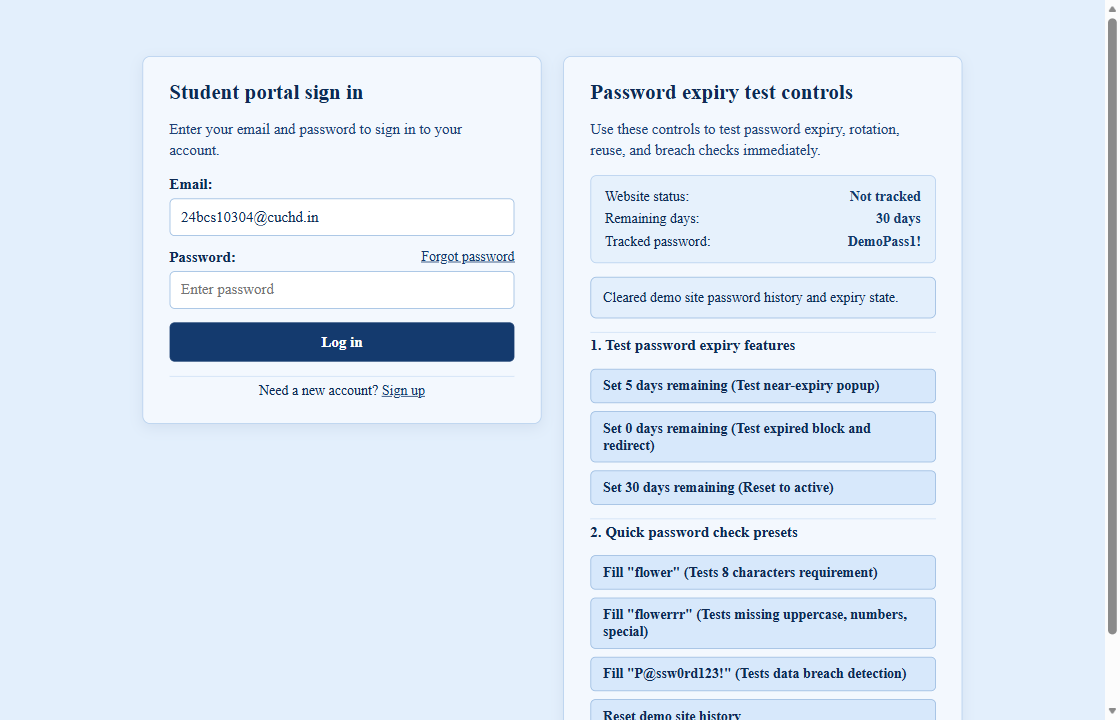 Student portal sign in
Enter your email and password to sign in to your
account.
Email:
24bcs10304@cuchd.in
Password:
Forgot password
Enter password
Log in
Need a new account? Sign up
Password expiry test controls
Use these controls to test password expiry, rotation,
reuse, and breach checks immediately.
Website status: Not tracked
Remaining days: 30 days
Tracked password: DemoPass1!
Cleared demo site password history and expiry state.
1. Test password expiry features
Set 5 days remaining (Test near-expiry popup)
Set 0 days remaining (Test expired block and
redirect)
Set 30 days remaining (Reset to active)
2. Quick password check presets
Fill "flower" (Tests 8 characters requirement)
Fill "flowerrr" (Tests missing uppercase, numbers,
special)
Fill "P@ssw0rd123!" (Tests data breach detection)
Reset demo site history